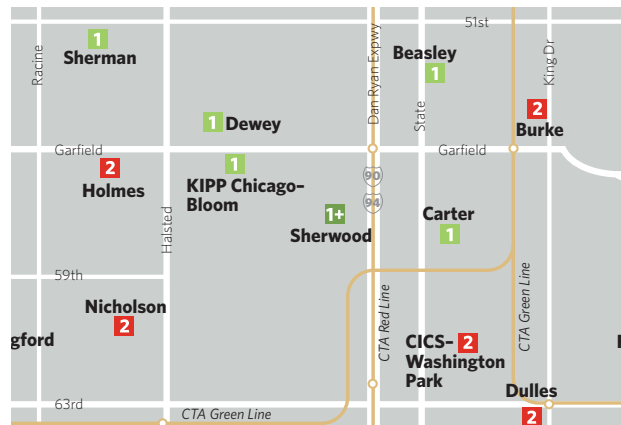 51st
1
Sherman
Racine
Dan Ryan Expwy
Beasley
1
King Dr
State
2
Burke
1 Dewey
Garfield
Garfield
2
Holmes
1
KIPP Chicago–
Bloom
90
94
1+
Sherwood
Carter
1
Halsted
59th
Nicholson
2
gford
CTA Red Line
CTA Green Line
CICS– 2
Washington
Park
Dulles
2
63rd
CTA Green Line